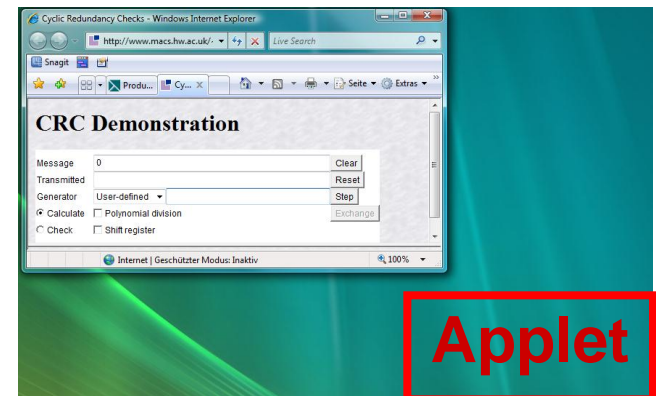 Cyclic Redundancy Checks - Windows Internet Explorer
http://www.macs.hw.ac.uk/· Live Search
Snagit
Produ... Cy... Seite Extras »
CRC Demonstration
Message 0 Clear
Transmitted Reset
Generator User-defined Step
Calculate Polynomial division Exchange
Check Shift register
Internet | Geschützter Modus: Inaktiv 100%
Applet